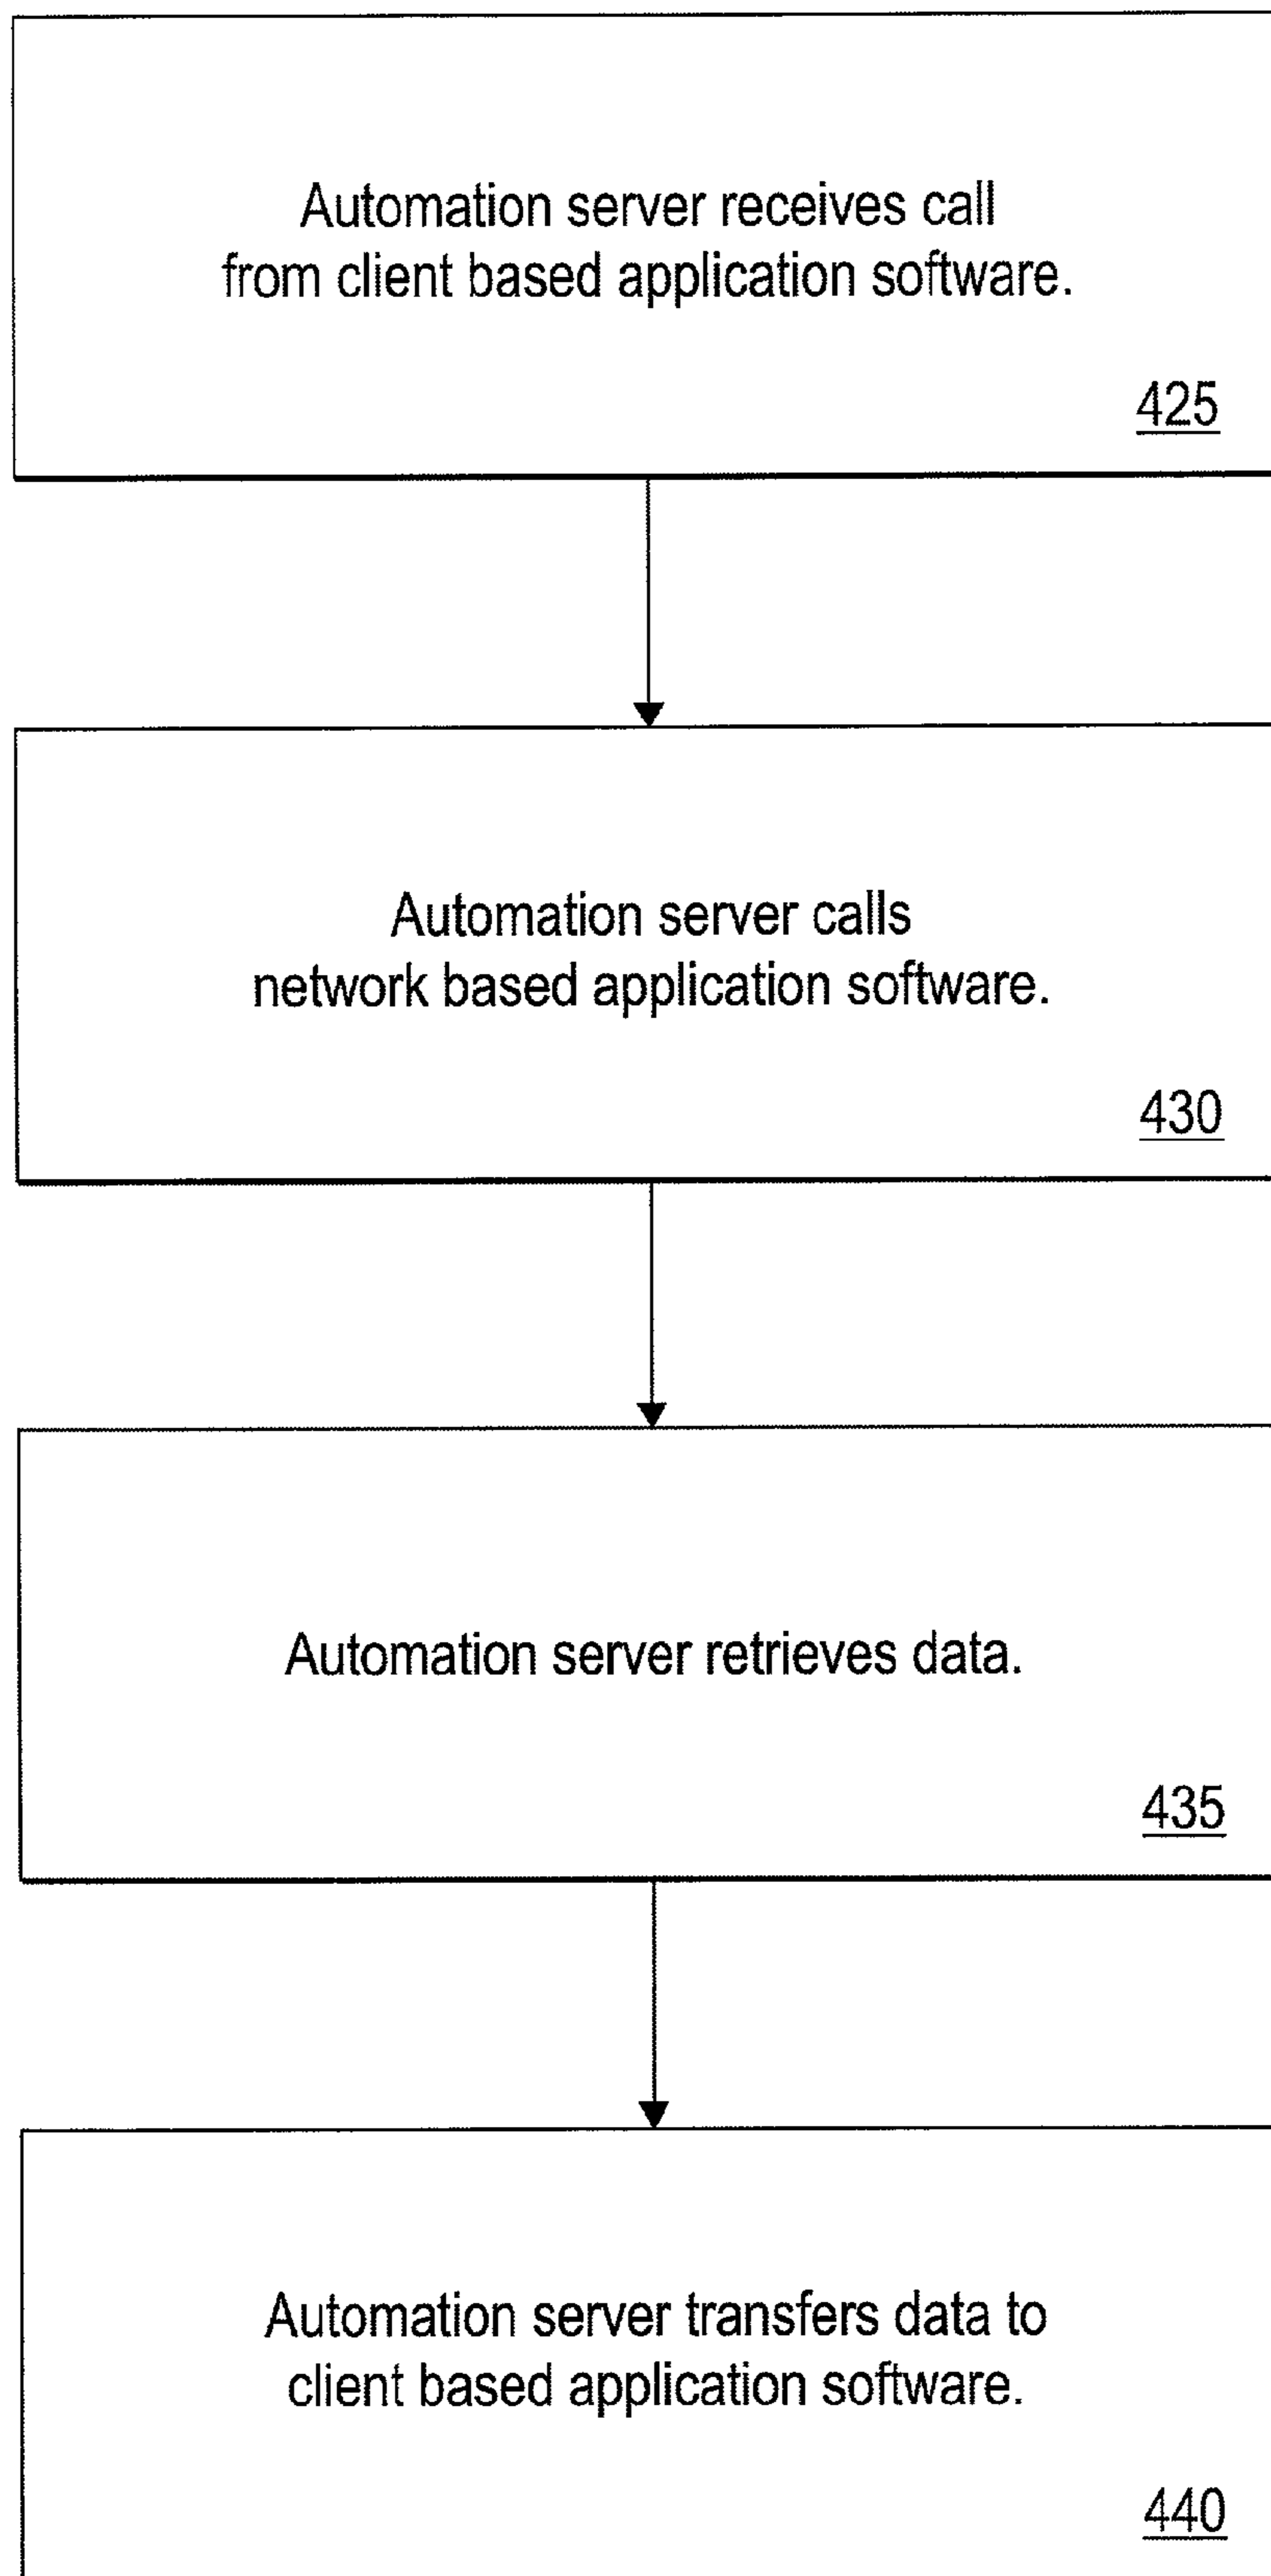 Automation server receives call
from client based application software.
425
Automation server calls
network based application software.
430
Automation server retrieves data.
435
Automation server transfers data to
client based application software.
440